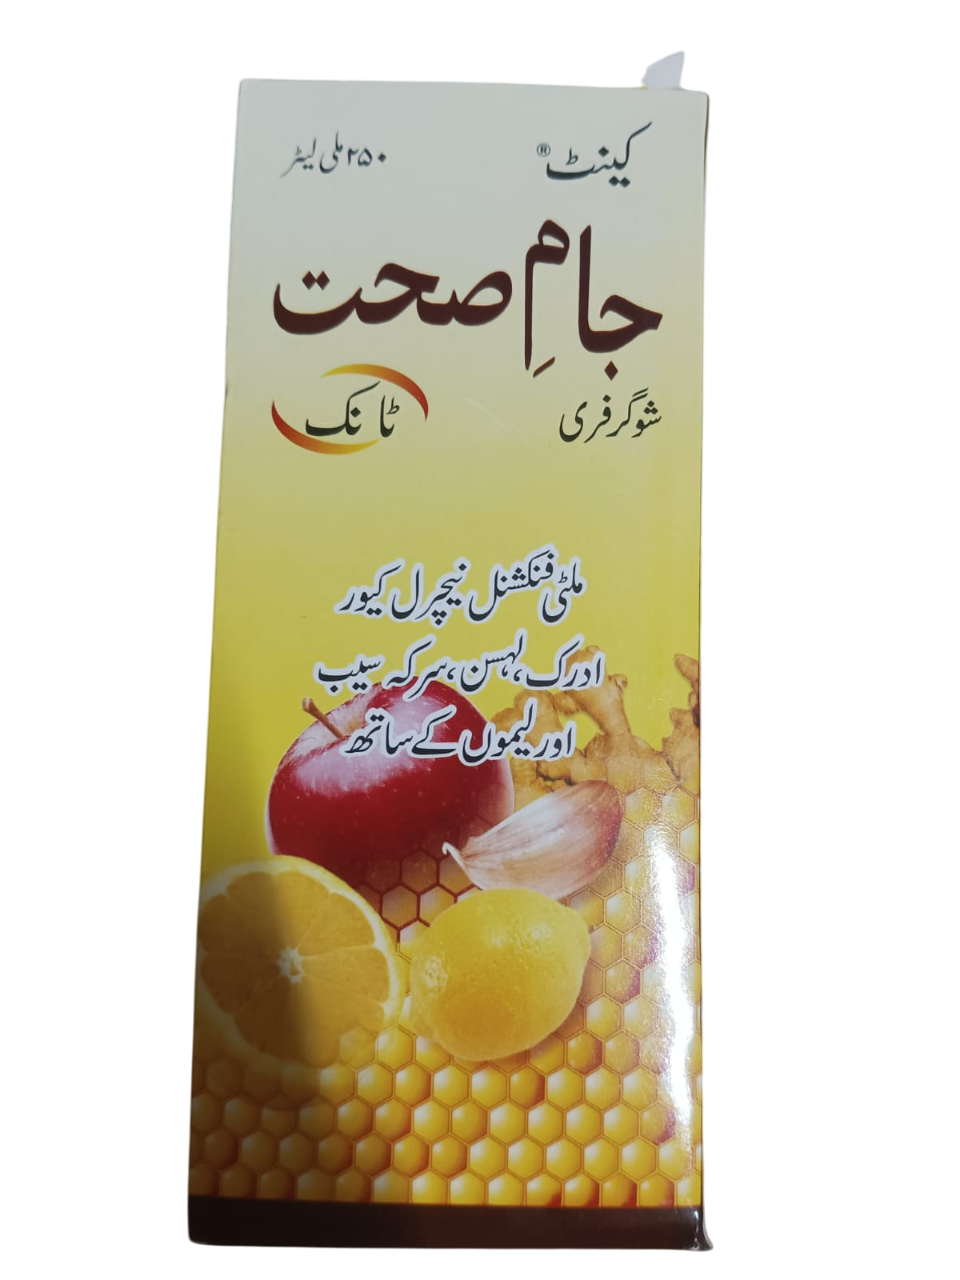 کینٹ®
۲۵۰ ملی لیٹر
جامِ صحت
شوگر فری
ٹانک
ملٹی فنکشنل نیچرل کیور
ادرک، لہسن، سرکہ سیب
اور لیموں کے ساتھ